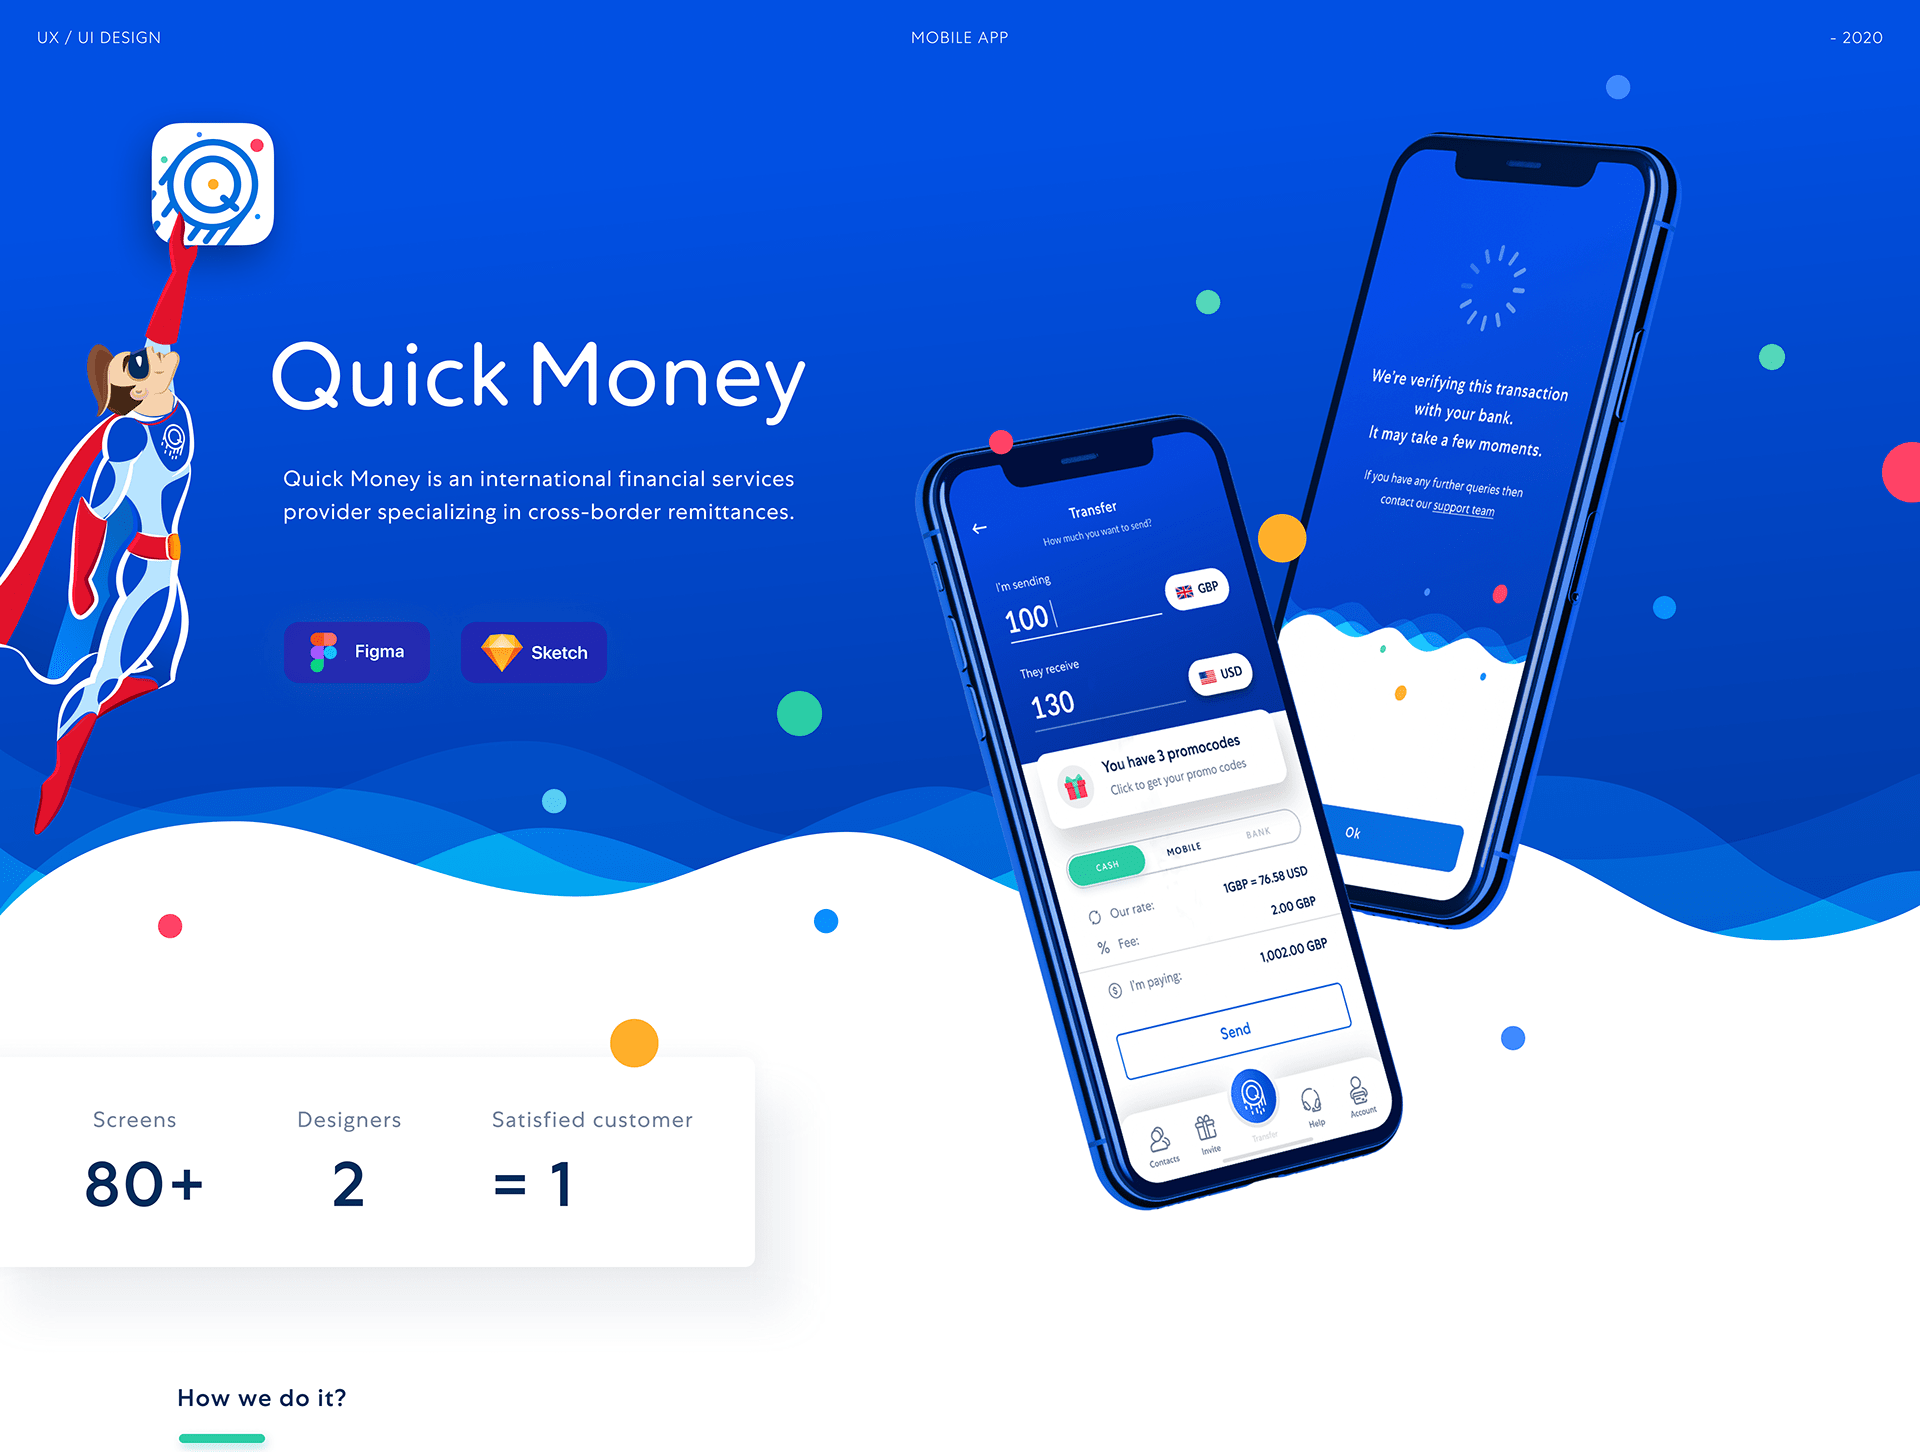 UX / UI DESIGN
MOBILE APP
- 2020
Quick Money
Quick Money is an international financial services
provider specializing in cross-border remittances.
Figma
Sketch
We're verifying this transaction
with your bank.
It may take a few moments.
If you have any further queries then
contact our support team
Ok
Transfer
How much you want to send?
I'm sending
100
GBP
They receive
130
USD
You have 3 promocodes
Click to get your promo codes
CASH
MOBILE
BANK
Our rate:
1GBP = 76.58 USD
% Fee:
2.00 GBP
I'm paying:
1,002.00 GBP
Send
Contacts
Invite
Transfer
Help
Account
Screens
80+
Designers
2
Satisfied customer
= 1
How we do it?